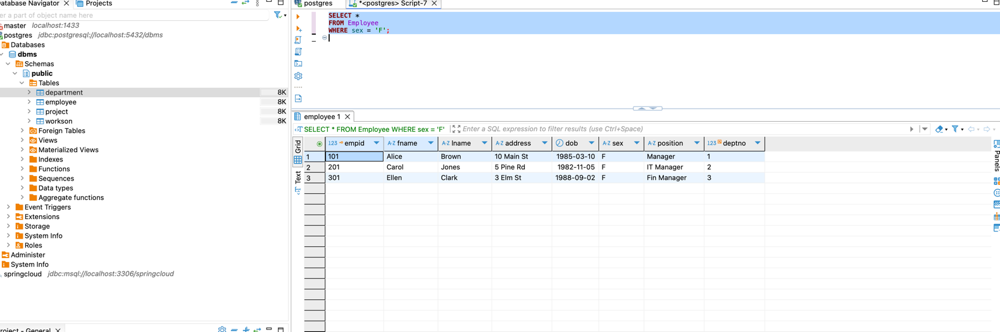 Database Navigator
Projects
er a part of object name here
master localhost:1433
postgres jdbc:postgresql://localhost:5432/dbms
Databases
dbms
Schemas
public
Tables
department 8K
employee 8K
project 8K
workson 8K
Foreign Tables
Views
Materialized Views
Indexes
Functions
Sequences
Data types
Aggregate functions
Event Triggers
Extensions
Storage
System Info
Roles
Administer
System Info
springcloud jdbc:msql://localhost:3306/springcloud
roject - General
postgres
*<postgres> Script-7
SELECT *
FROM Employee
WHERE sex = 'F';
employee 1
SELECT * FROM Employee WHERE sex = 'F'
Enter a SQL expression to filter results (use Ctrl+Space)
Grid
Text
123 empid A-Z fname A-Z lname A-Z address dob A-Z sex A-Z position 123 deptno
1 101 Alice Brown 10 Main St 1985-03-10 F Manager 1
2 201 Carol Jones 5 Pine Rd 1982-11-05 F IT Manager 2
3 301 Ellen Clark 3 Elm St 1988-09-02 F Fin Manager 3
Panels